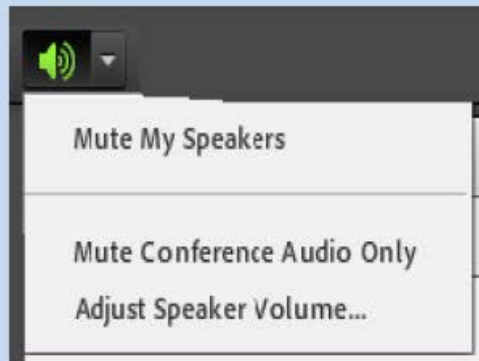 Mute My Speakers
Mute Conference Audio Only
Adjust Speaker Volume...